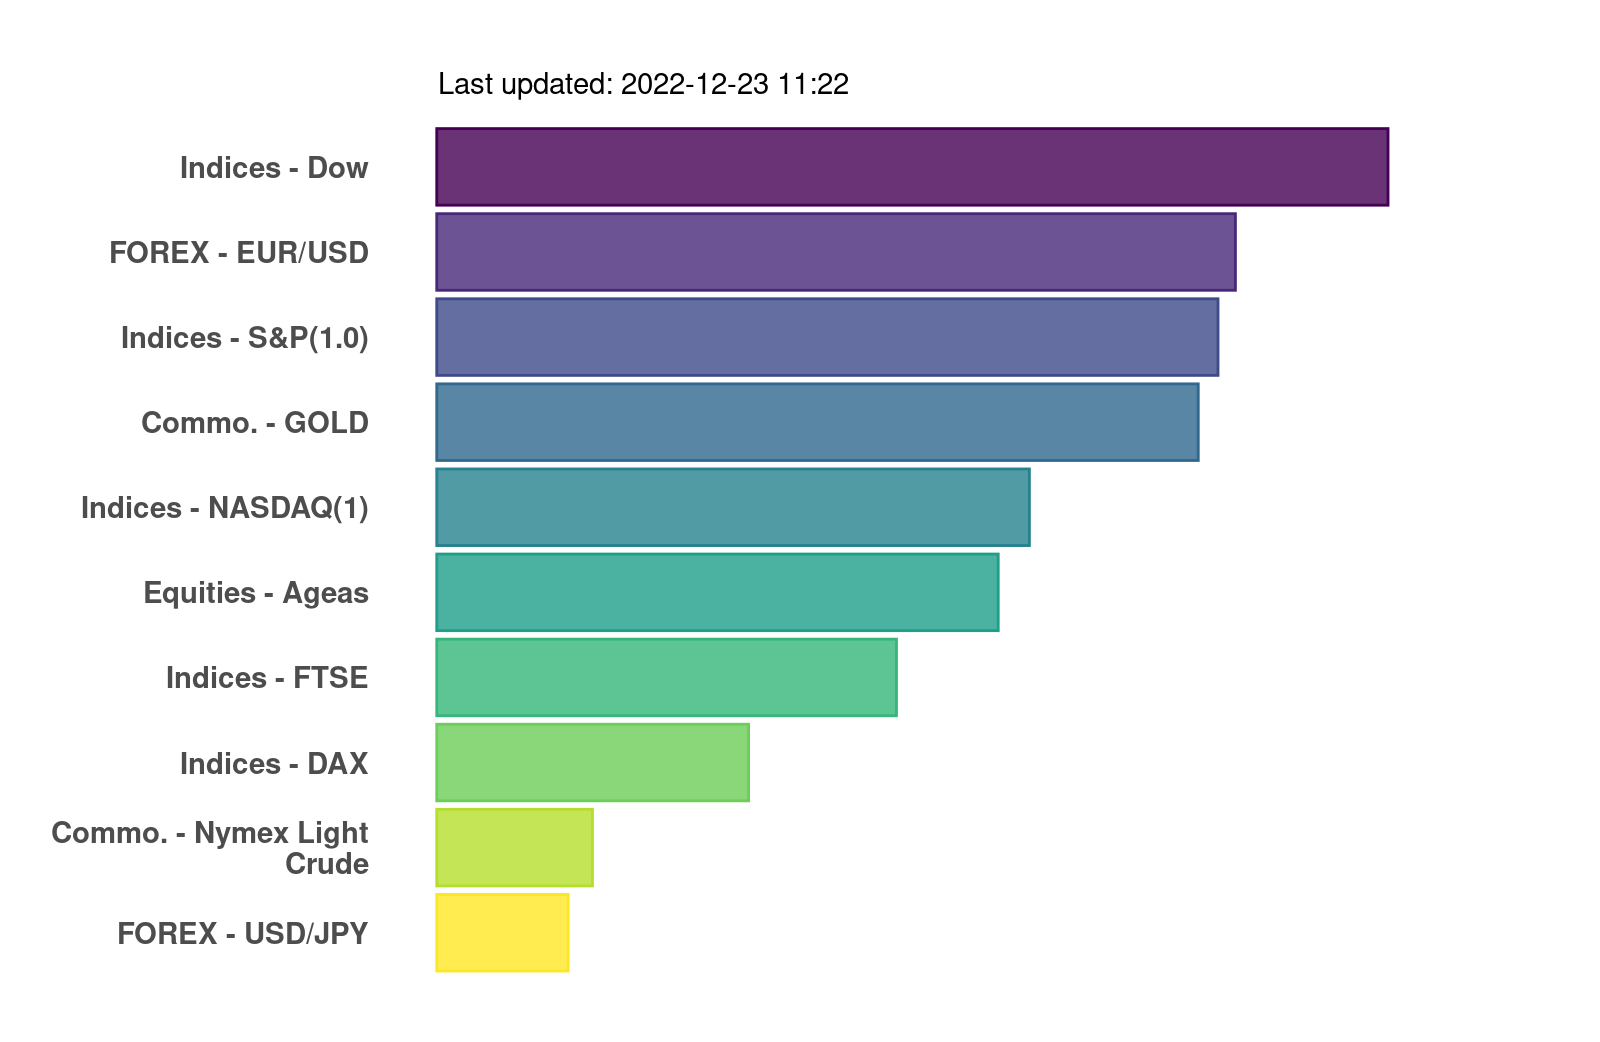 Last updated: 2022-12-23 11:22
Indices - Dow
FOREX - EUR/USD
Indices - S&P(1.0)
Commo. - GOLD
Indices - NASDAQ(1)
Equities - Ageas
Indices - FTSE
Indices - DAX
Commo. - Nymex Light
Crude
FOREX - USD/JPY